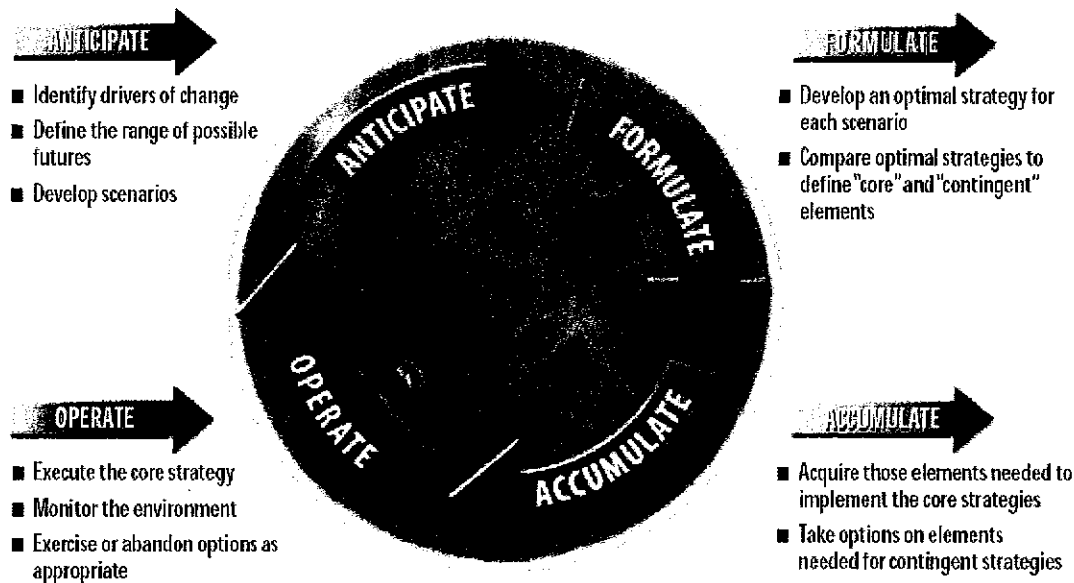 ANTICIPATE
■ Identify drivers of change
■ Define the range of possible
futures
■ Develop scenarios
FORMULATE
■ Develop an optimal strategy for
each scenario
■ Compare optimal strategies to
define "core" and "contingent"
elements
ANTICIPATE
FORMULATE
OPERATE
ACCUMULATE
OPERATE
■ Execute the core strategy
■ Monitor the environment
■ Exercise or abandon options as
appropriate
ACCUMULATE
■ Acquire those elements needed to
implement the core strategies
■ Take options on elements
needed for contingent strategies